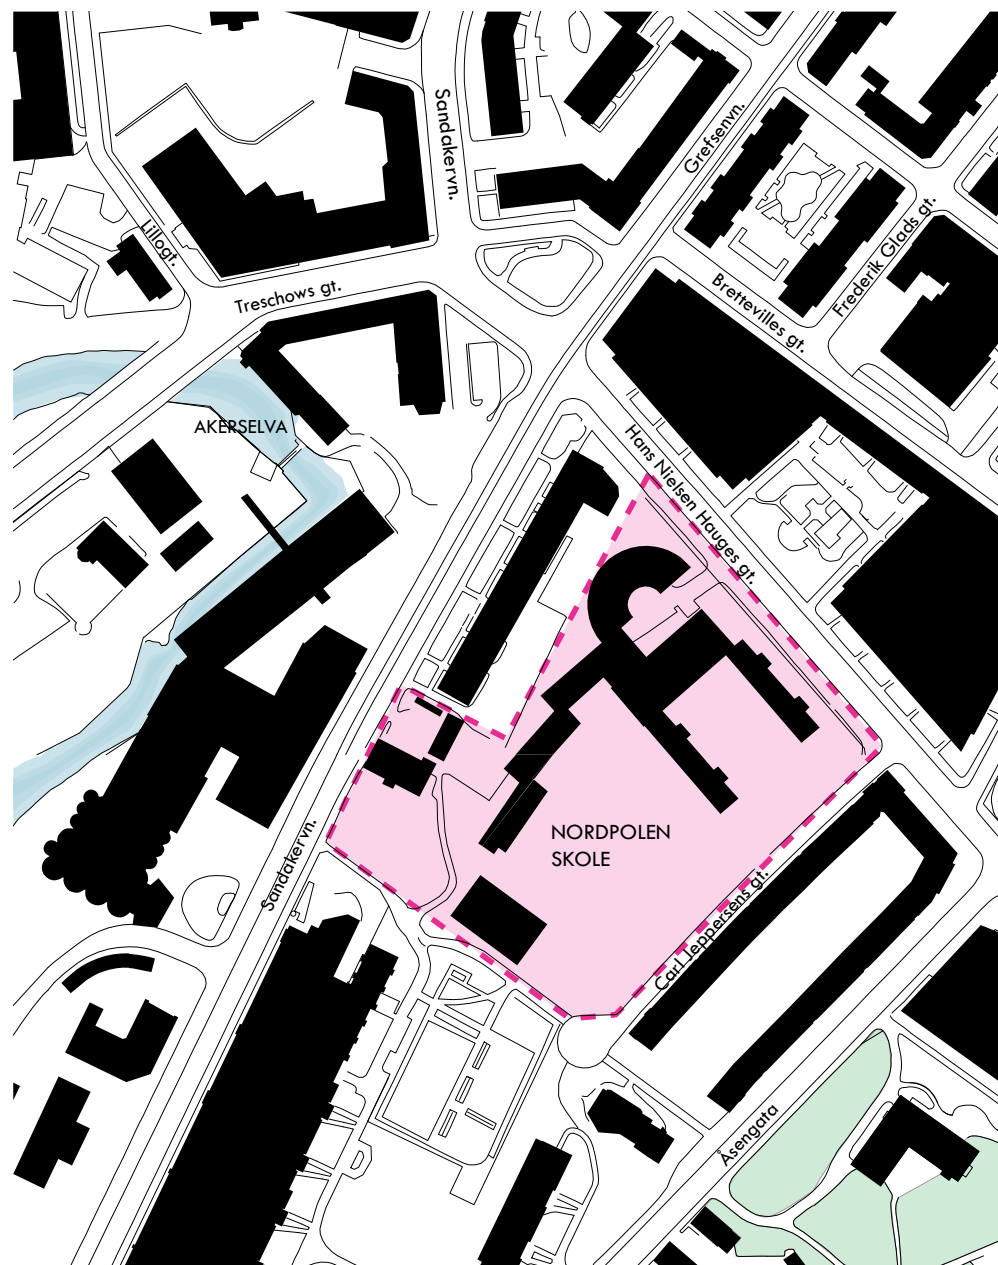 Sandakervn.
Grefsenvn.
Lillogt.
Frederik Glads gt.
Treschows gt.
Brettevilles gt.
AKERSELVA
Hans Nielsen Hauges gt.
NORDPOLEN
SKOLE
Sandakervn.
Carl Jeppersens gt.
Åsengata